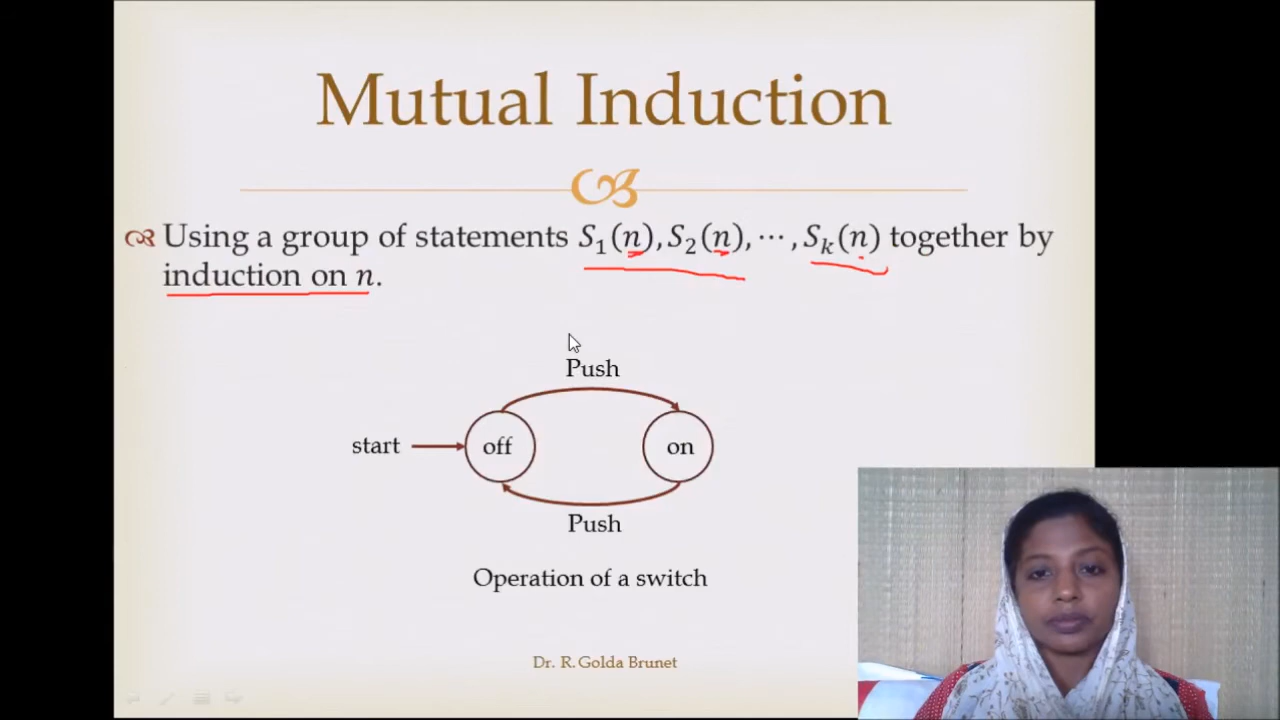 Mutual Induction
Using a group of statements 𝑆₁(𝑛), 𝑆₂(𝑛), ⋯ , 𝑆ₖ(𝑛) together by
induction on 𝑛.
Push
start
off
on
Push
Operation of a switch
Dr. R. Golda Brunet